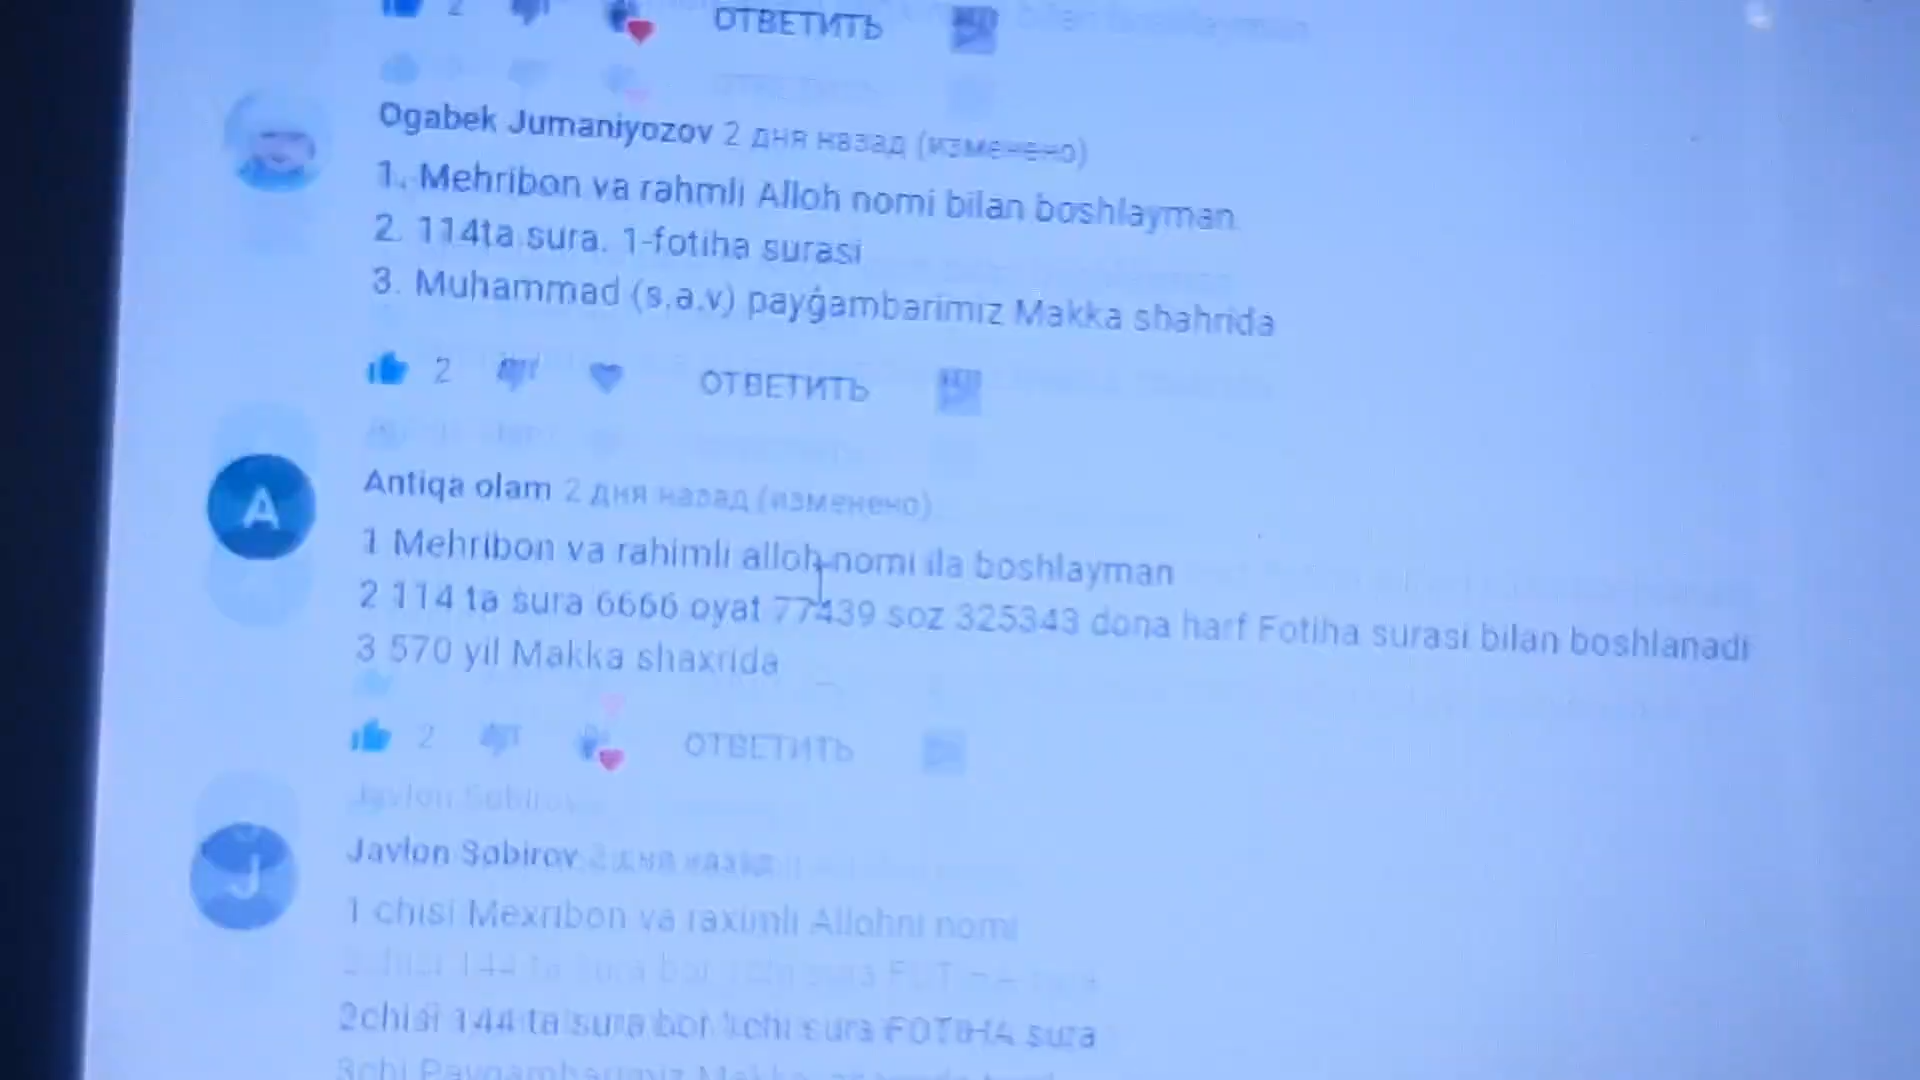 2 ОТВЕТИТЬ
Ogabek Jumaniyozov 2 дня назад (изменено)
1. Mehribon va rahmli Alloh nomi bilan boshlayman.
2. 114ta sura. 1-fotiha surasi
3. Muhammad (s.a.v) payǵambarimiz Makka shahrida
2 ОТВЕТИТЬ
A
Antiqa olam 2 дня назад (изменено)
1 Mehribon va rahimli alloh nomi ila boshlayman
2 114 ta sura 6666 oyat 77439 soz 325343 dona harf Fotiha surasi bilan boshlanadi
3 570 yil Makka shaxrida
2 ОТВЕТИТЬ
J
Javlon Sobirov 2 дня назад
1 chisi Mexribon va raximli Allohni nomi
2chisi 144 ta sura bor 1chi sura FOTIHA sura
3chi Paygambarimiz